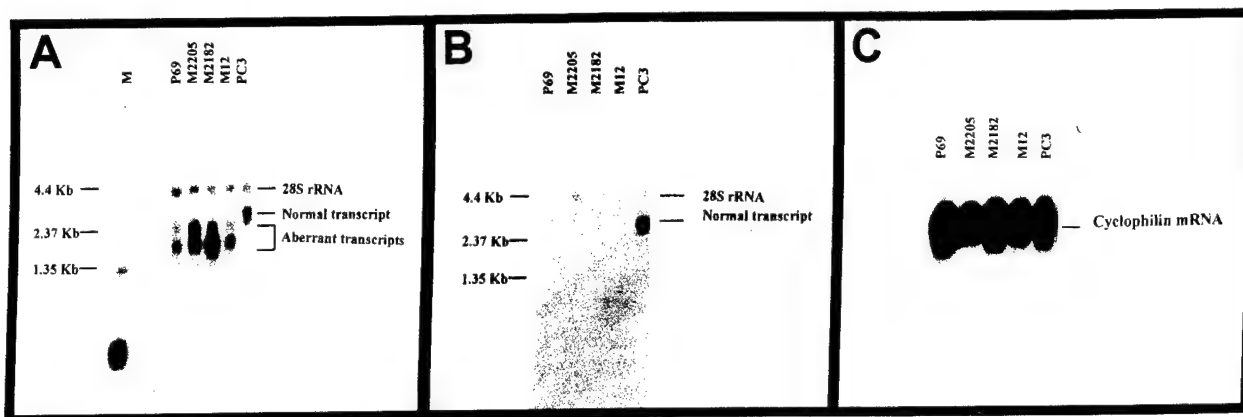 A
M
P69
M2205
M2182
M12
PC3
4.4 Kb
2.37 Kb
1.35 Kb
28S rRNA
Normal transcript
Aberrant transcripts
B
P69
M2205
M2182
M12
PC3
4.4 Kb
2.37 Kb
1.35 Kb
28S rRNA
Normal transcript
C
P69
M2205
M2182
M12
PC3
Cyclophilin mRNA